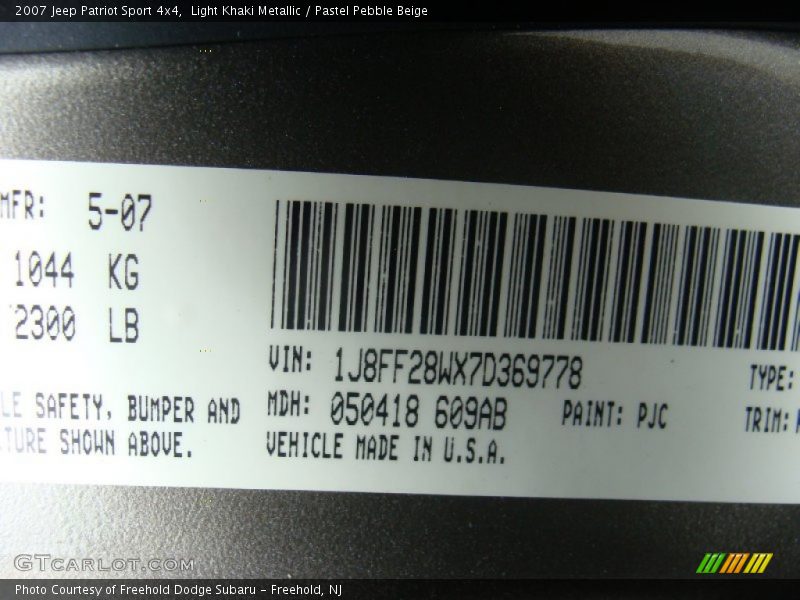 2007 Jeep Patriot Sport 4x4, Light Khaki Metallic / Pastel Pebble Beige
MFR: 5-07
1044 KG
2300 LB
VIN: 1J8FF28WX7D369778
TYPE:
LE SAFETY, BUMPER AND
MDH: 050418 609AB
PAINT: PJC
TRIM:
TURE SHOWN ABOVE.
VEHICLE MADE IN U.S.A.
GTCarLot.com
Photo Courtesy of Freehold Dodge Subaru - Freehold, NJ